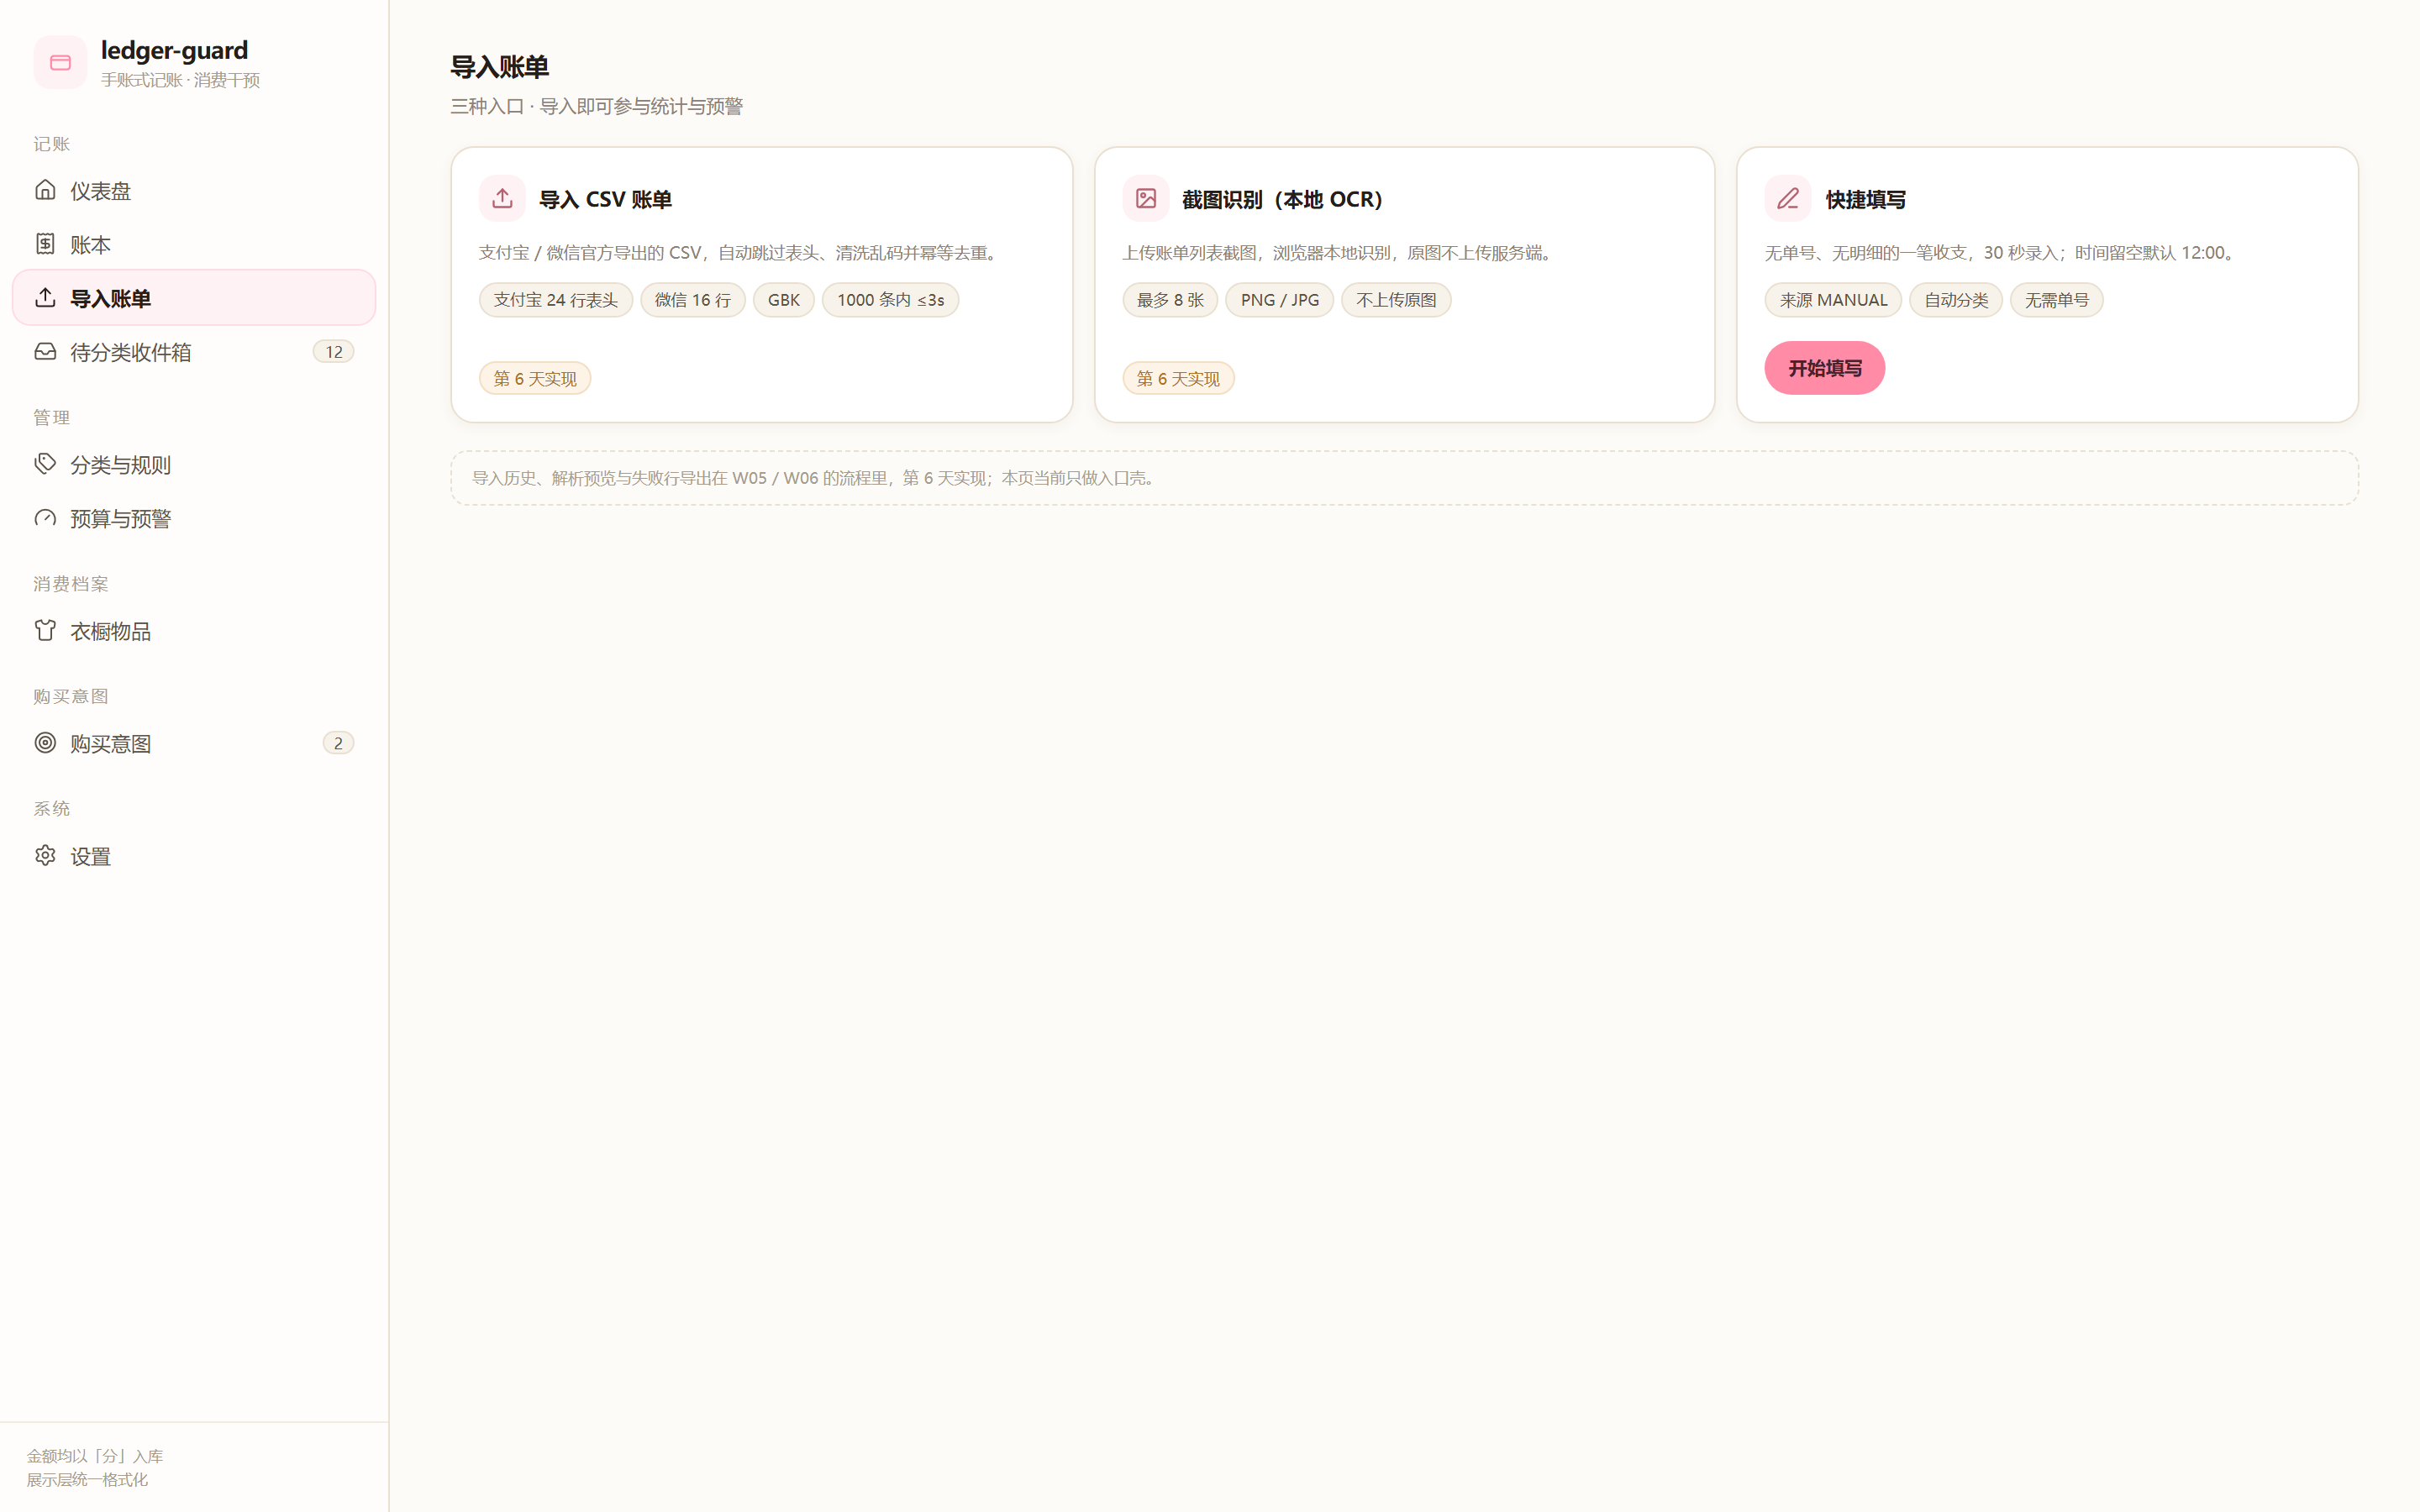 ledger-guard
手账式记账 · 消费干预
记账
仪表盘
账本
导入账单
待分类收件箱 12
管理
分类与规则
预算与预警
消费档案
衣橱物品
购买意图
购买意图 2
系统
设置
金额均以「分」入库
展示层统一格式化
导入账单
三种入口 · 导入即可参与统计与预警
导入 CSV 账单
支付宝 / 微信官方导出的 CSV，自动跳过表头、清洗乱码并幂等去重。
支付宝 24 行表头 微信 16 行 GBK 1000 条内 ≤3s
第 6 天实现
截图识别（本地 OCR）
上传账单列表截图，浏览器本地识别，原图不上传服务端。
最多 8 张 PNG / JPG 不上传原图
第 6 天实现
快捷填写
无单号、无明细的一笔收支，30 秒录入；时间留空默认 12:00。
来源 MANUAL 自动分类 无需单号
开始填写
导入历史、解析预览与失败行导出在 W05 / W06 的流程里，第 6 天实现；本页当前只做入口壳。